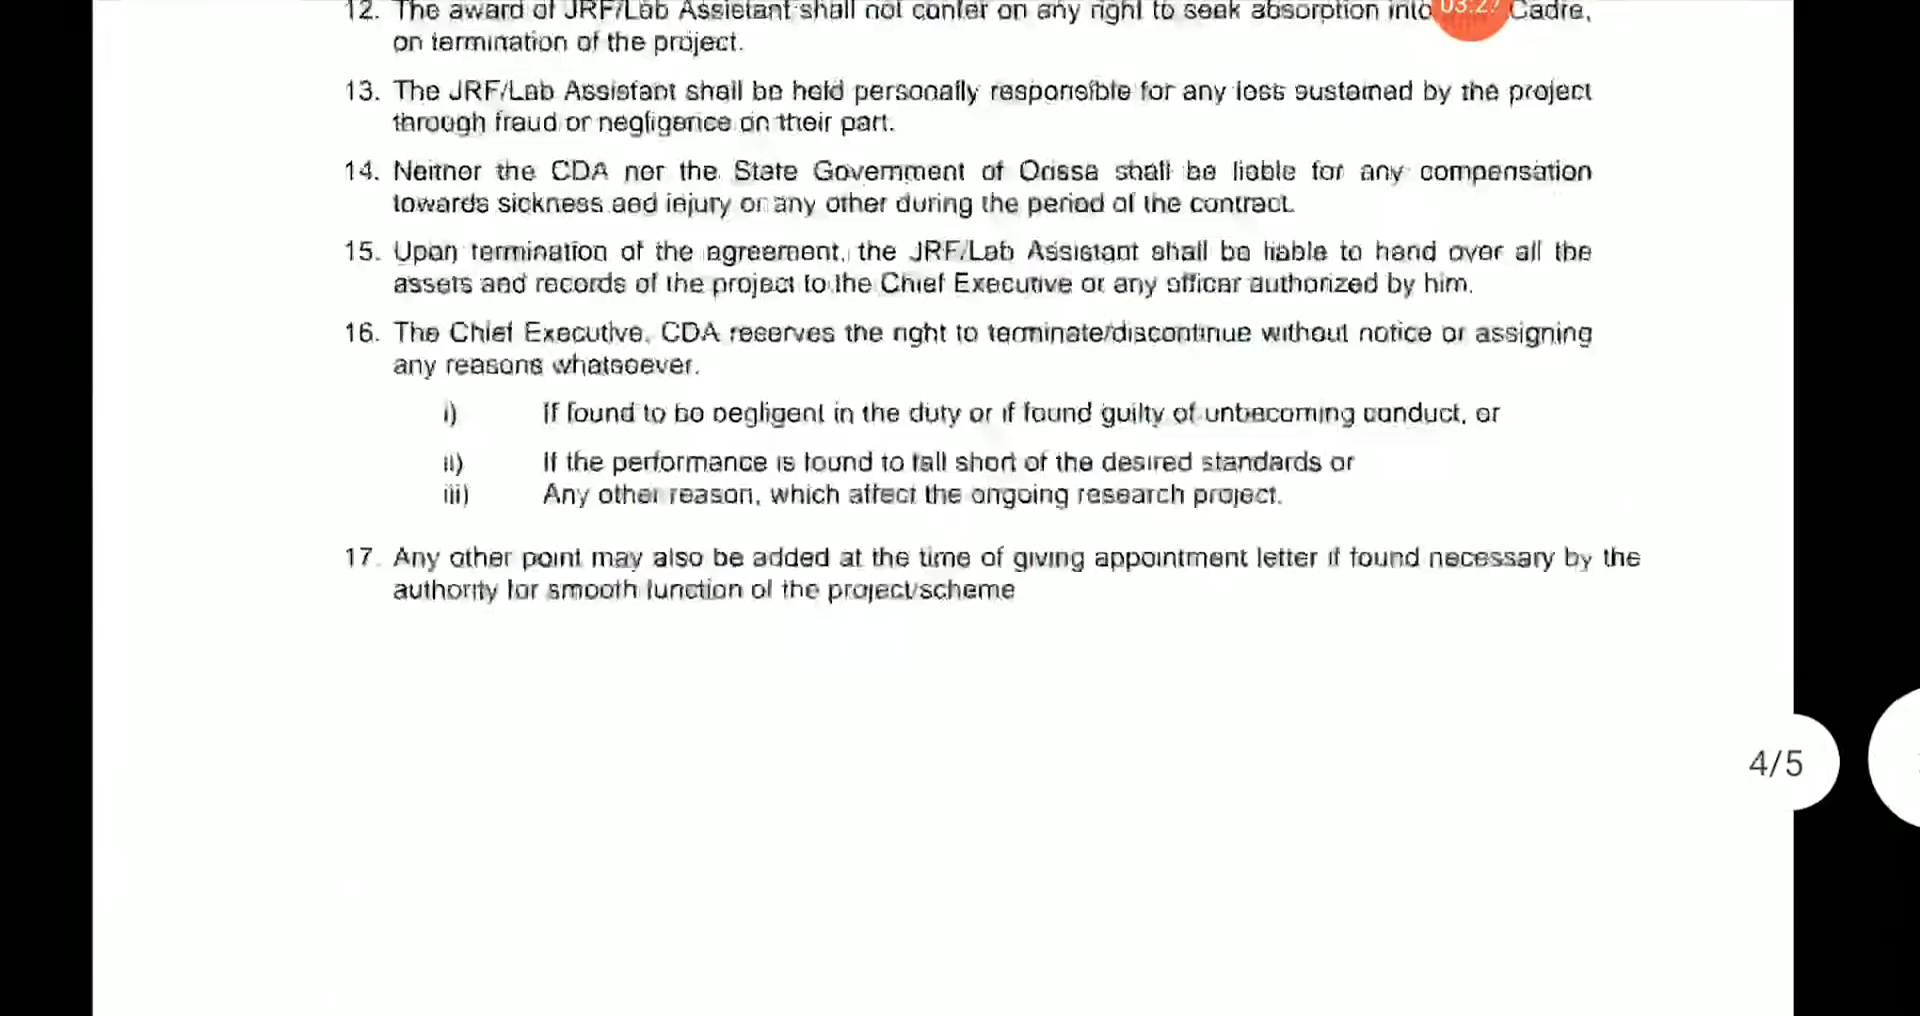 12. The award of JRF/Lab Assistant shall not confer on any right to seek absorption into Cadre,
on termination of the project.
13. The JRF/Lab Assistant shall be held personally responsible for any loss sustained by the project
through fraud or negligence on their part.
14. Neither the CDA nor the State Government of Orissa shall be liable for any compensation
towards sickness and injury or any other during the period of the contract.
15. Upon termination of the agreement, the JRF/Lab Assistant shall be liable to hand over all the
assets and records of the project to the Chief Executive or any officer authorized by him.
16. The Chief Executive, CDA reserves the right to terminate/discontinue without notice or assigning
any reasons whatsoever.
i) If found to be negligent in the duty or if found guilty of unbecoming conduct, or
ii) If the performance is found to fall short of the desired standards or
iii) Any other reason, which affect the ongoing research project.
17. Any other point may also be added at the time of giving appointment letter if found necessary by the
authority for smooth function of the project/scheme
03:27
4/5